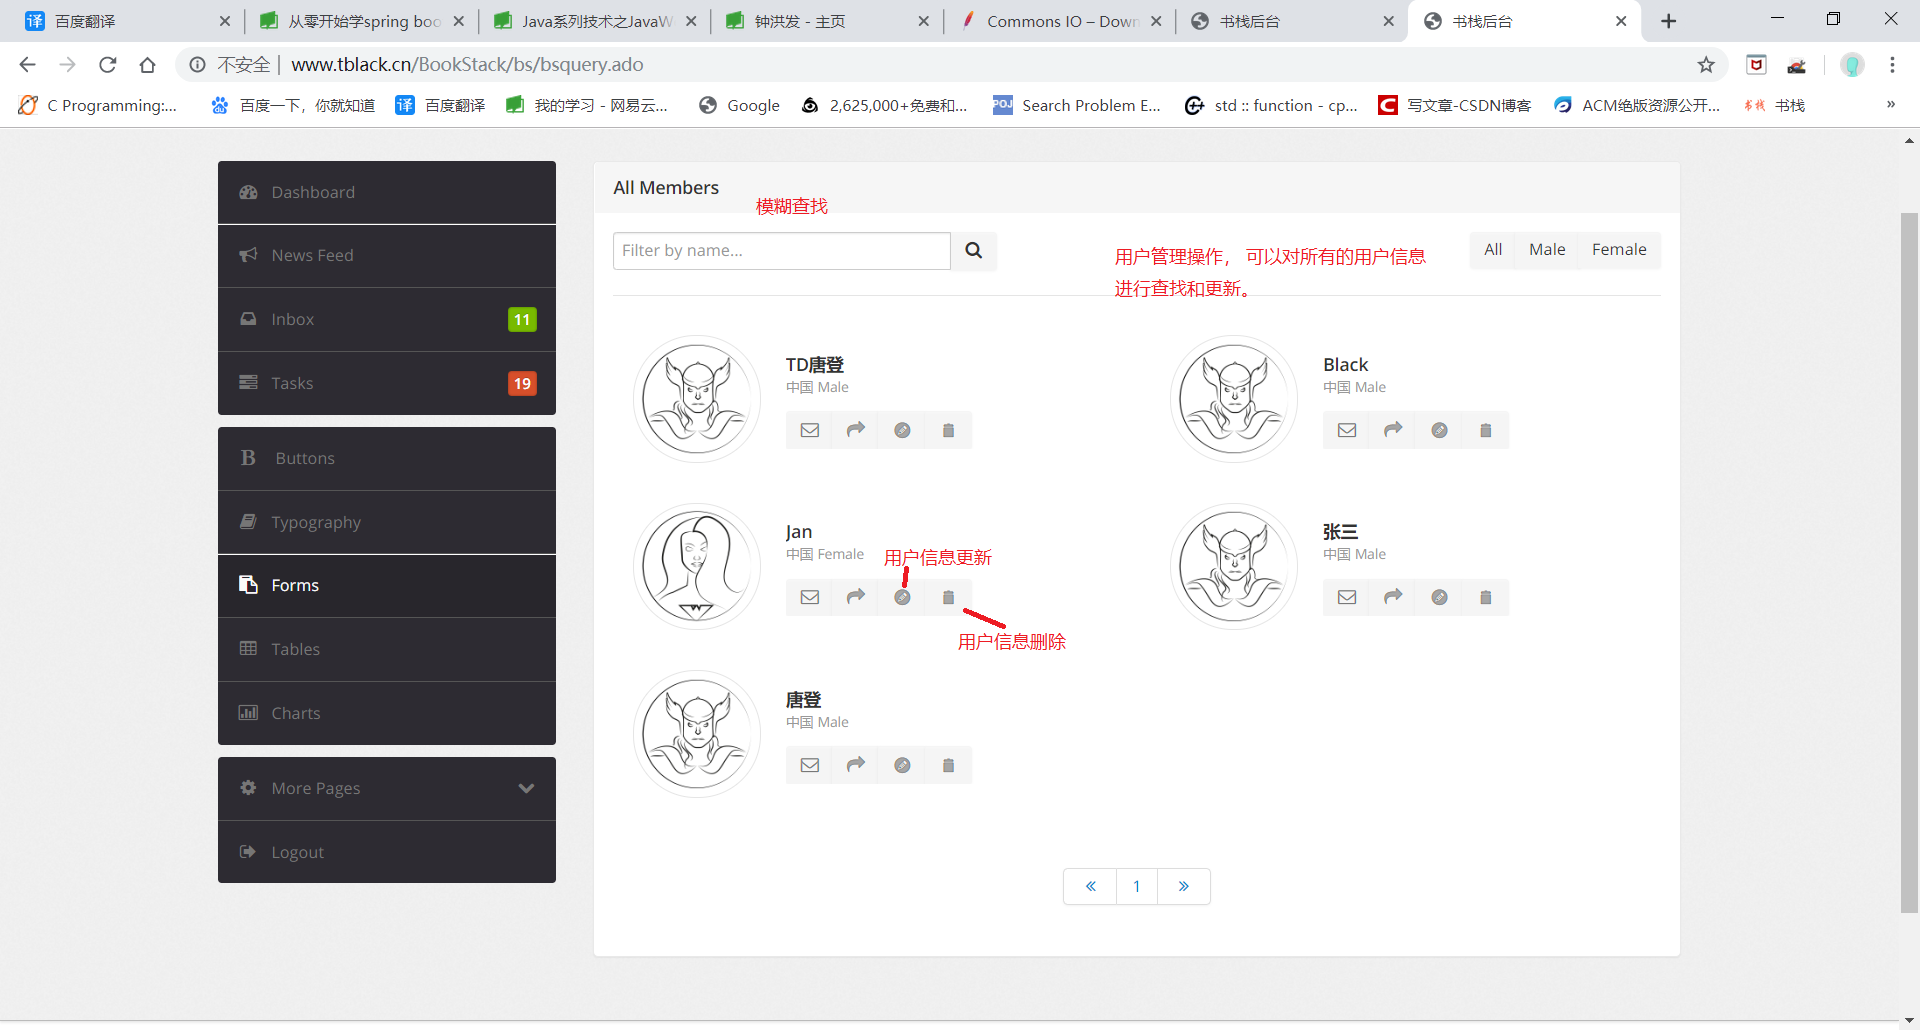 百度翻译
从零开始学spring boo
Java系列技术之JavaW
钟洪发 - 主页
Commons IO – Down
书栈后台
书栈后台
不安全 | www.tblack.cn/BookStack/bs/bsquery.ado
C Programming:...
百度一下，你就知道
译 百度翻译
我的学习 - 网易云...
Google
2,625,000+免费和...
POJ Search Problem E...
std :: function - cp...
C 写文章-CSDN博客
ACM绝版资源公开...
书栈 书栈
»
Dashboard
News Feed
Inbox 11
Tasks 19
B Buttons
Typography
Forms
Tables
Charts
More Pages
Logout
All Members
模糊查找
Filter by name...
用户管理操作， 可以对所有的用户信息
进行查找和更新。
All Male Female
TD唐登
中国 Male
Black
中国 Male
Jan
中国 Female
用户信息更新
用户信息删除
张三
中国 Male
唐登
中国 Male
« 1 »